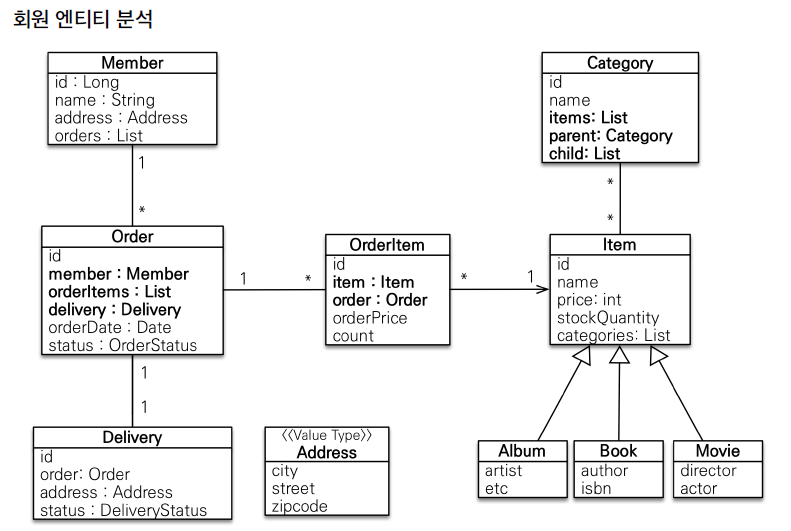 회원 엔티티 분석
Member
id : Long
name : String
address : Address
orders : List
Category
id
name
items: List
parent: Category
child: List
1
*
*
*
Order
id
member : Member
orderItems : List
delivery : Delivery
orderDate : Date
status : OrderStatus
1
*
OrderItem
id
item : Item
order : Order
orderPrice
count
*
1
Item
id
name
price: int
stockQuantity
categories: List
1
1
Delivery
id
order: Order
address : Address
status : DeliveryStatus
<<Value Type>>
Address
city
street
zipcode
Album
artist
etc
Book
author
isbn
Movie
director
actor